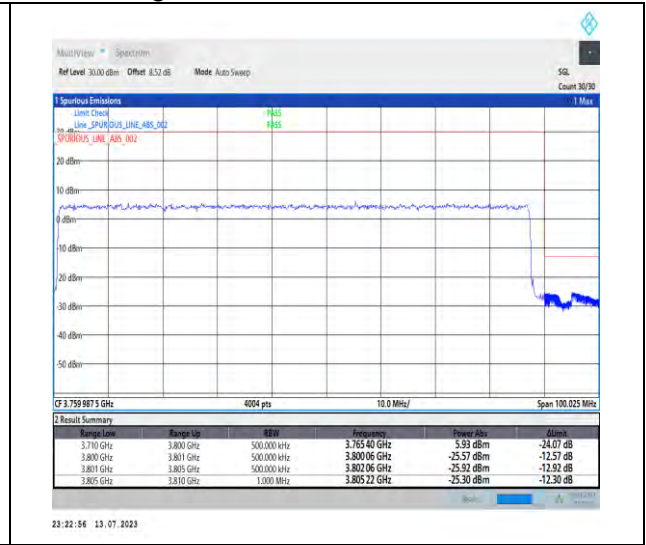 MultiView Spectrum
Ref Level 30.00 dBm Offset 8.52 dB Mode Auto Sweep SGL
Count 30/30
1 Spurious Emissions 1 Max
Limit Check PASS
Line _SPURIOUS_LINE_ABS_002 PASS
_SPURIOUS_LINE_ABS_002
20 dBm
10 dBm
0 dBm
-10 dBm
-20 dBm
-30 dBm
-40 dBm
-50 dBm
CF 3.759 987 5 GHz 4004 pts 10.0 MHz/ Span 100.025 MHz
2 Result Summary
Range Low Range Up RBW Frequency Power Abs ΔLimit
3.710 GHz 3.800 GHz 500.000 kHz 3.765 40 GHz 5.93 dBm -24.07 dB
3.800 GHz 3.801 GHz 500.000 kHz 3.800 06 GHz -25.57 dBm -12.57 dB
3.801 GHz 3.805 GHz 500.000 kHz 3.802 06 GHz -25.92 dBm -12.92 dB
3.805 GHz 3.810 GHz 1.000 MHz 3.805 22 GHz -25.30 dBm -12.30 dB
23:22:56 13.07.2023